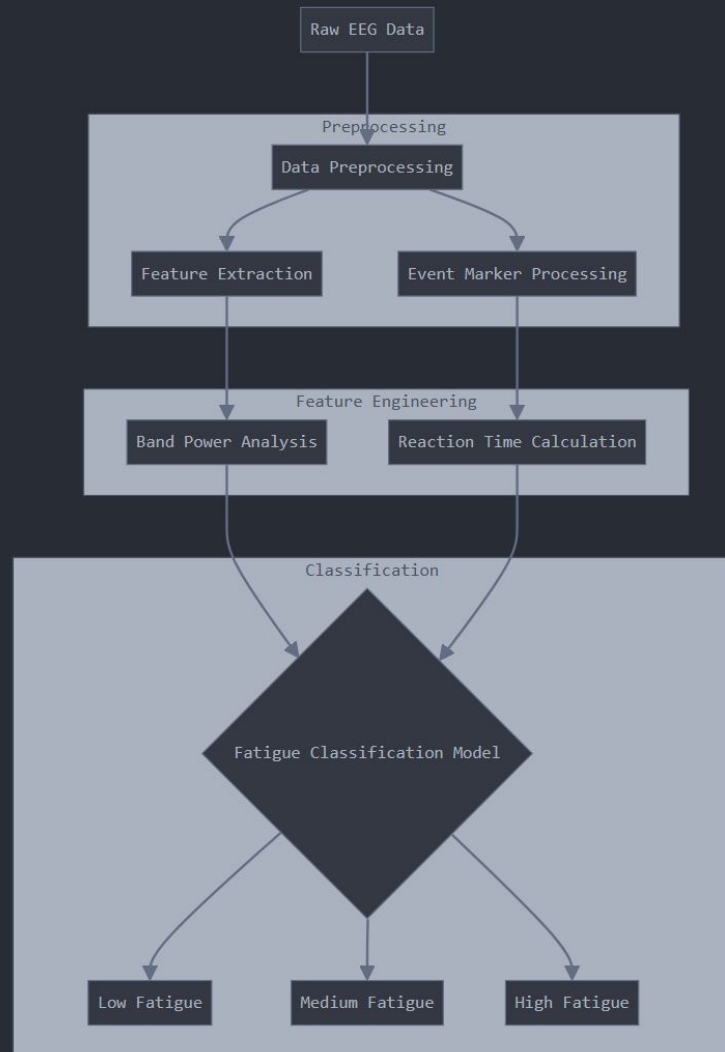 Raw EEG Data
Preprocessing
Data Preprocessing
Feature Extraction
Event Marker Processing
Feature Engineering
Band Power Analysis
Reaction Time Calculation
Classification
Fatigue Classification Model
Low Fatigue
Medium Fatigue
High Fatigue